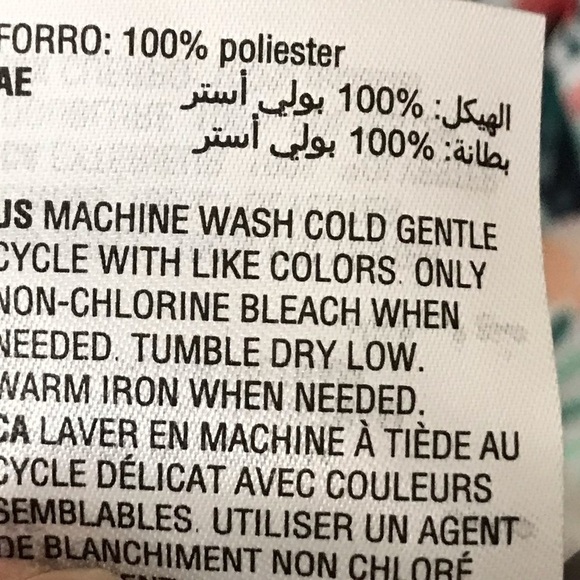 FORRO: 100% poliester
AE
الهيكل: 100% بولي أستر
بطانة: 100% بولي أستر
US MACHINE WASH COLD GENTLE
CYCLE WITH LIKE COLORS. ONLY
NON-CHLORINE BLEACH WHEN
NEEDED. TUMBLE DRY LOW.
WARM IRON WHEN NEEDED.
CA LAVER EN MACHINE À TIÈDE AU
CYCLE DÉLICAT AVEC COULEURS
SEMBLABLES. UTILISER UN AGENT
DE BLANCHIMENT NON CHLORÉ